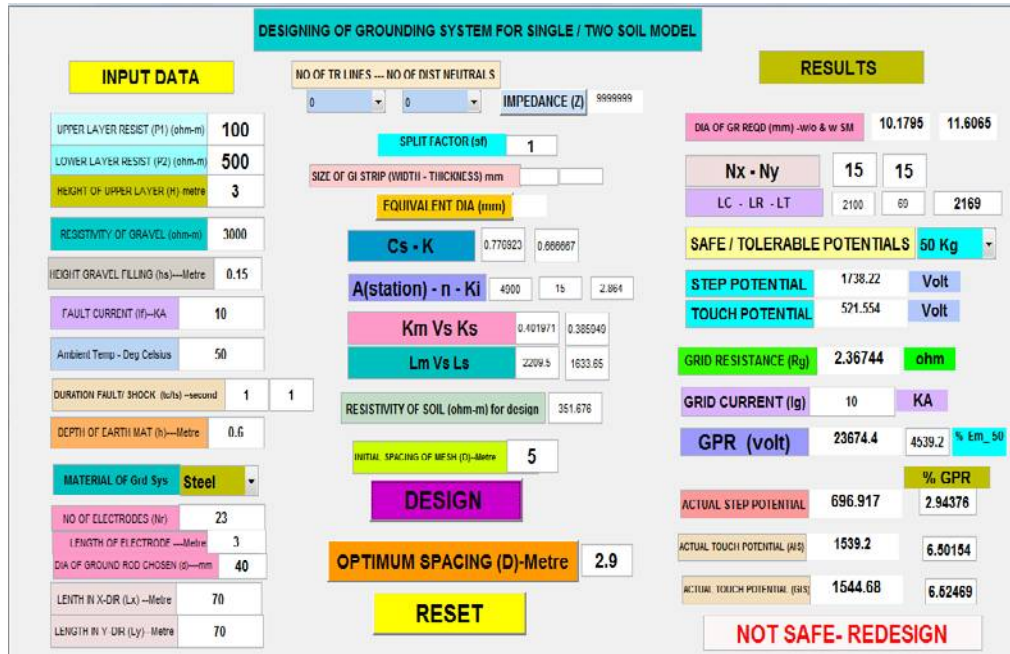 DESIGNING OF GROUNDING SYSTEM FOR SINGLE / TWO SOIL MODEL
INPUT DATA
UPPER LAYER RESIST (P1) (ohm-m) 100
LOWER LAYER RESIST (P2) (ohm-m) 500
HEIGHT OF UPPER LAYER (H)-metre 3
RESISTIVITY OF GRAVEL (ohm-m) 3000
HEIGHT GRAVEL FILLING (hs)---Metre 0.15
FAULT CURRENT (If)--KA 10
Ambient Temp - Deg Celsius 50
DURATION FAULT/ SHOCK (tc/ts) --second 1 1
DEPTH OF EARTH MAT (h)---Metre 0.6
MATERIAL OF Grd Sys Steel
NO OF ELECTRODES (Nr) 23
LENGTH OF ELECTRODE ---Metre 3
DIA OF GROUND ROD CHOSEN (d)---mm 40
LENTH IN X-DIR (Lx) --Metre 70
LENGTH IN Y-DIR (Ly)--Metre 70
NO OF TR LINES --- NO OF DIST NEUTRALS
0 0 IMPEDANCE (Z) 9999999
SPLIT FACTOR (sf) 1
SIZE OF GI STRIP (WIDTH - THICKNESS) mm
EQUIVALENT DIA (mm)
Cs - K 0.776923 0.666667
A(station) - n - Ki 4900 15 2.864
Km Vs Ks 0.401971 0.385949
Lm Vs Ls 2209.5 1633.65
RESISTIVITY OF SOIL (ohm-m) for design 351.676
INITIAL SPACING OF MESH (D)--Metre 5
DESIGN
OPTIMUM SPACING (D)-Metre 2.9
RESET
RESULTS
DIA OF GR REQD (mm) -w/o & w SM 10.1795 11.6065
Nx - Ny 15 15
LC - LR - LT 2100 69 2169
SAFE / TOLERABLE POTENTIALS 50 Kg
STEP POTENTIAL 1738.22 Volt
TOUCH POTENTIAL 521.554 Volt
GRID RESISTANCE (Rg) 2.36744 ohm
GRID CURRENT (Ig) 10 KA
GPR (volt) 23674.4 4539.2 % Em_50
% GPR
ACTUAL STEP POTENTIAL 696.917 2.94376
ACTUAL TOUCH POTENTIAL (AIS) 1539.2 6.50154
ACTUAL TOUCH POTENTIAL (GIS) 1544.68 6.52469
NOT SAFE- REDESIGN